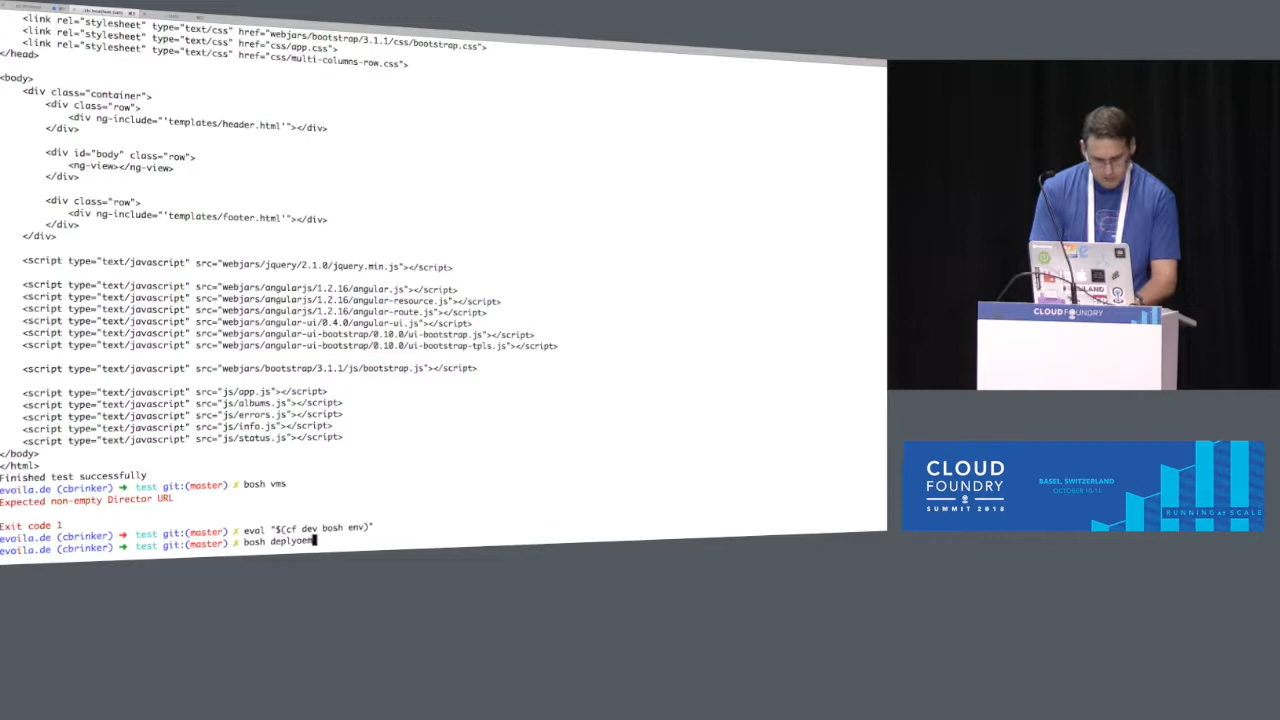 <link rel="stylesheet" type="text/css" href="webjars/bootstrap/3.1.1/css/bootstrap.css">
<link rel="stylesheet" type="text/css" href="css/app.css">
<link rel="stylesheet" type="text/css" href="css/multi-columns-row.css">
</head>
<body>
<div class="container">
<div class="row">
<div ng-include="'templates/header.html'"></div>
</div>
<div id="body" class="row">
<ng-view></ng-view>
</div>
<div class="row">
<div ng-include="'templates/footer.html'"></div>
</div>
</div>
<script type="text/javascript" src="webjars/jquery/2.1.0/jquery.min.js"></script>
<script type="text/javascript" src="webjars/angularjs/1.2.16/angular.js"></script>
<script type="text/javascript" src="webjars/angularjs/1.2.16/angular-resource.js"></script>
<script type="text/javascript" src="webjars/angularjs/1.2.16/angular-route.js"></script>
<script type="text/javascript" src="webjars/angular-ui/0.4.0/angular-ui.js"></script>
<script type="text/javascript" src="webjars/angular-ui-bootstrap/0.10.0/ui-bootstrap.js"></script>
<script type="text/javascript" src="webjars/angular-ui-bootstrap/0.10.0/ui-bootstrap-tpls.js"></script>
<script type="text/javascript" src="webjars/bootstrap/3.1.1/js/bootstrap.js"></script>
<script type="text/javascript" src="js/app.js"></script>
<script type="text/javascript" src="js/albums.js"></script>
<script type="text/javascript" src="js/errors.js"></script>
<script type="text/javascript" src="js/info.js"></script>
<script type="text/javascript" src="js/status.js"></script>
</body>
</html>
Finished test successfully
evoila.de (cbrinker) ➜ test git:(master) ✗ bosh vms
Expected non-empty Director URL
Exit code 1
evoila.de (cbrinker) ➜ test git:(master) ✗ eval "$(cf dev bosh env)"
evoila.de (cbrinker) ➜ test git:(master) ✗ bosh deplyoem
CLOUD FOUNDRY
CLOUD
FOUNDRY
SUMMIT 2018
BASEL, SWITZERLAND
OCTOBER 10-11
RUNNING AT SCALE